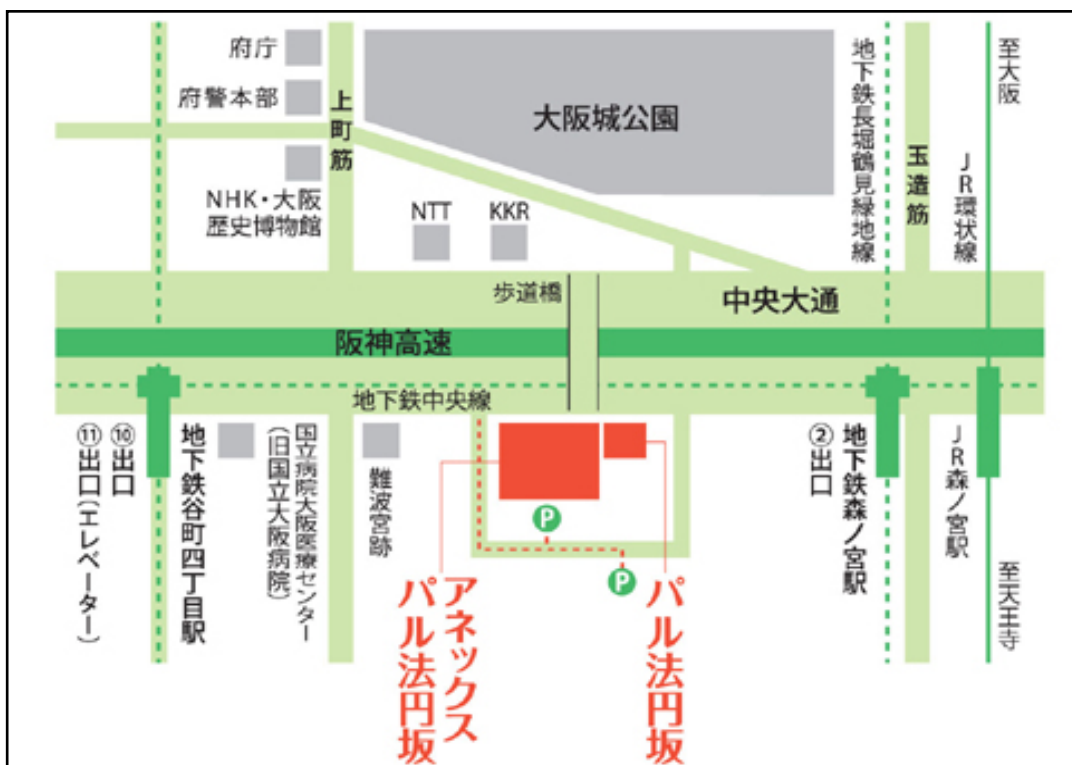 府庁
府警本部
上町筋
大阪城公園
地下鉄長堀鶴見緑地線
玉造筋
至大阪
JR環状線
NHK・大阪
歴史博物館
NTT
KKR
歩道橋
中央大通
阪神高速
地下鉄中央線
⑪出口(エレベーター)
⑩出口
地下鉄谷町四丁目駅
国立病院大阪医療センター
(旧国立大阪病院)
難波宮跡
P
P
アネックス
パル法円坂
パル法円坂
②出口
地下鉄森ノ宮駅
JR森ノ宮駅
至天王寺